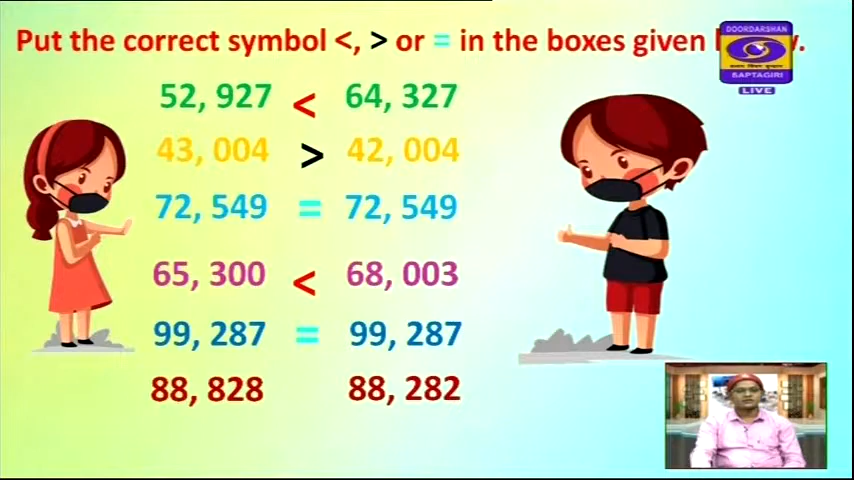 Put the correct symbol <, > or = in the boxes given
DOORDARSHAN
SAPTAGIRI
LIVE
52, 927 < 64, 327
43, 004 > 42, 004
72, 549 = 72, 549
65, 300 < 68, 003
99, 287 = 99, 287
88, 828 88, 282